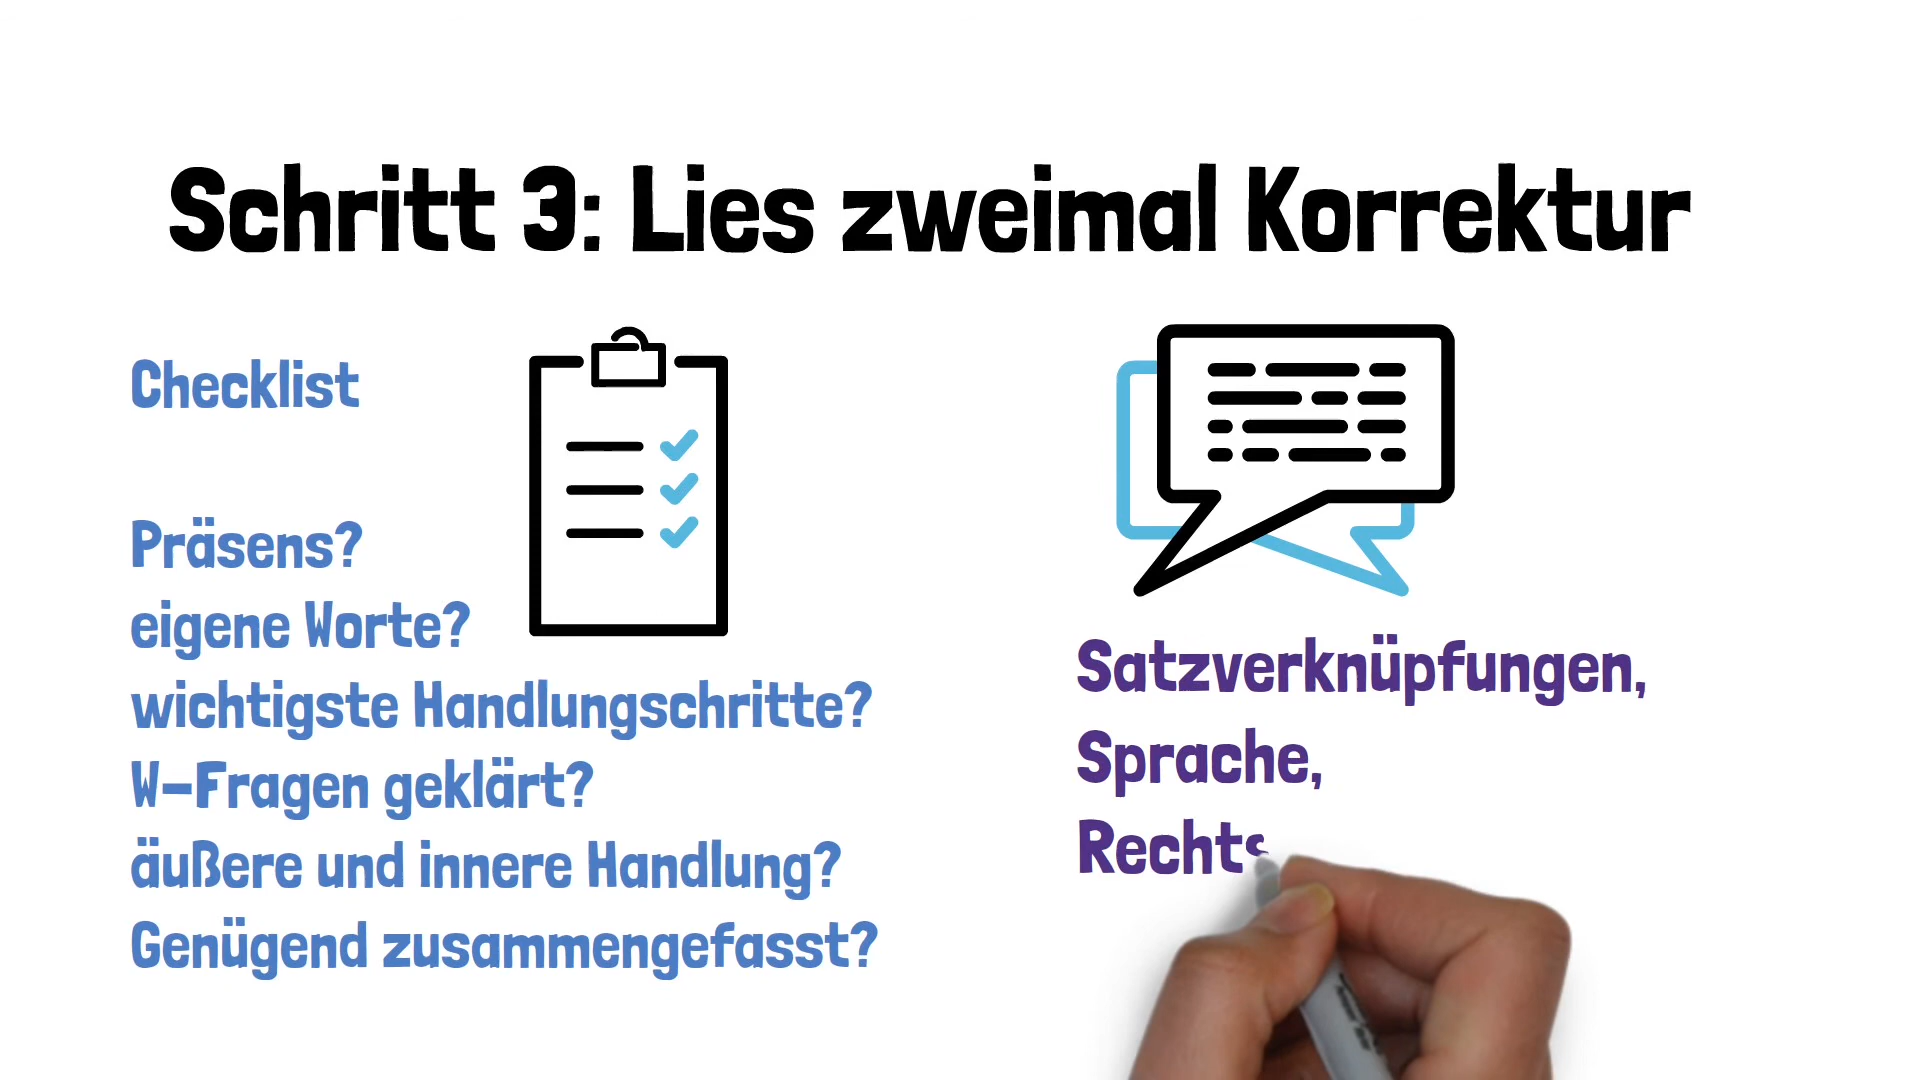 Schritt 3: Lies zweimal Korrektur
Checklist
Präsens?
eigene Worte?
wichtigste Handlungschritte?
W-Fragen geklärt?
äußere und innere Handlung?
Genügend zusammengefasst?
Satzverknüpfungen,
Sprache,
Rechts